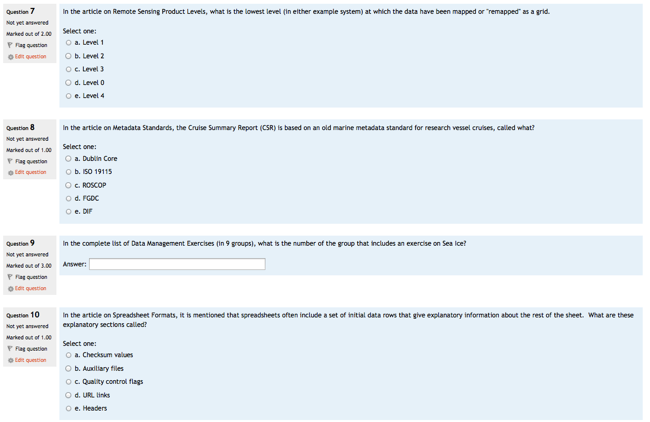 Question 7
Not yet answered
Marked out of 2.00
Flag question
Edit question
In the article on Remote Sensing Product Levels, what is the lowest level (in either example system) at which the data have been mapped or "remapped" as a grid.
Select one:
a. Level 1
b. Level 2
c. Level 3
d. Level 0
e. Level 4
Question 8
Not yet answered
Marked out of 1.00
Flag question
Edit question
In the article on Metadata Standards, the Cruise Summary Report (CSR) is based on an old marine metadata standard for research vessel cruises, called what?
Select one:
a. Dublin Core
b. ISO 19115
c. ROSCOP
d. FGDC
e. DIF
Question 9
Not yet answered
Marked out of 3.00
Flag question
Edit question
In the complete list of Data Management Exercises (in 9 groups), what is the number of the group that includes an exercise on Sea Ice?
Answer:
Question 10
Not yet answered
Marked out of 1.00
Flag question
Edit question
In the article on Spreadsheet Formats, it is mentioned that spreadsheets often include a set of initial data rows that give explanatory information about the rest of the sheet. What are these
explanatory sections called?
Select one:
a. Checksum values
b. Auxiliary files
c. Quality control flags
d. URL links
e. Headers